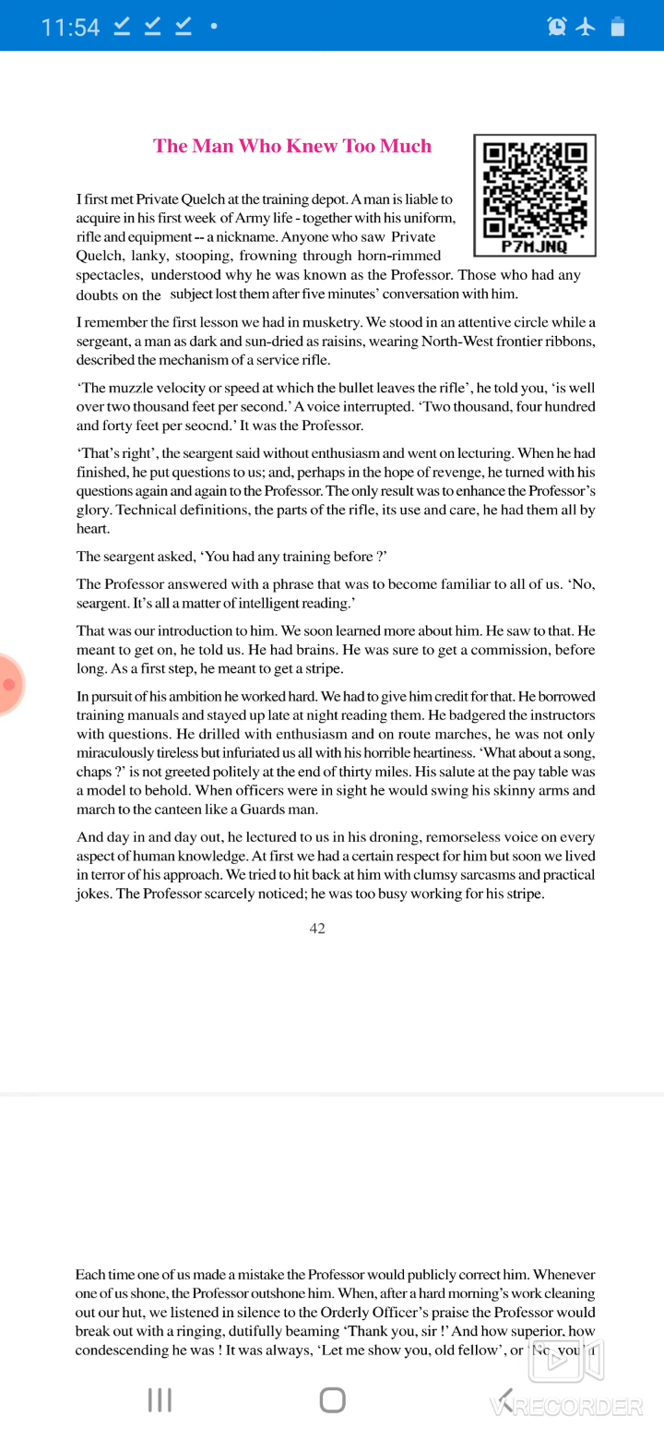 11:54
The Man Who Knew Too Much
P7MJNQ
I first met Private Quelch at the training depot. A man is liable to
acquire in his first week of Army life - together with his uniform,
rifle and equipment -- a nickname. Anyone who saw Private
Quelch, lanky, stooping, frowning through horn-rimmed
spectacles, understood why he was known as the Professor. Those who had any
doubts on the subject lost them after five minutes' conversation with him.
I remember the first lesson we had in musketry. We stood in an attentive circle while a
sergeant, a man as dark and sun-dried as raisins, wearing North-West frontier ribbons,
described the mechanism of a service rifle.
'The muzzle velocity or speed at which the bullet leaves the rifle', he told you, 'is well
over two thousand feet per second.' A voice interrupted. 'Two thousand, four hundred
and forty feet per seocnd.' It was the Professor.
'That's right', the seargent said without enthusiasm and went on lecturing. When he had
finished, he put questions to us; and, perhaps in the hope of revenge, he turned with his
questions again and again to the Professor. The only result was to enhance the Professor's
glory. Technical definitions, the parts of the rifle, its use and care, he had them all by
heart.
The seargent asked, 'You had any training before ?'
The Professor answered with a phrase that was to become familiar to all of us. 'No,
seargent. It's all a matter of intelligent reading.'
That was our introduction to him. We soon learned more about him. He saw to that. He
meant to get on, he told us. He had brains. He was sure to get a commission, before
long. As a first step, he meant to get a stripe.
In pursuit of his ambition he worked hard. We had to give him credit for that. He borrowed
training manuals and stayed up late at night reading them. He badgered the instructors
with questions. He drilled with enthusiasm and on route marches, he was not only
miraculously tireless but infuriated us all with his horrible heartiness. 'What about a song,
chaps ?' is not greeted politely at the end of thirty miles. His salute at the pay table was
a model to behold. When officers were in sight he would swing his skinny arms and
march to the canteen like a Guards man.
And day in and day out, he lectured to us in his droning, remorseless voice on every
aspect of human knowledge. At first we had a certain respect for him but soon we lived
in terror of his approach. We tried to hit back at him with clumsy sarcasms and practical
jokes. The Professor scarcely noticed; he was too busy working for his stripe.
42
Each time one of us made a mistake the Professor would publicly correct him. Whenever
one of us shone, the Professor outshone him. When, after a hard morning's work cleaning
out our hut, we listened in silence to the Orderly Officer's praise the Professor would
break out with a ringing, dutifully beaming 'Thank you, sir !' And how superior, how
condescending he was ! It was always, 'Let me show you, old fellow', or 'No, you'll
V RECORDER